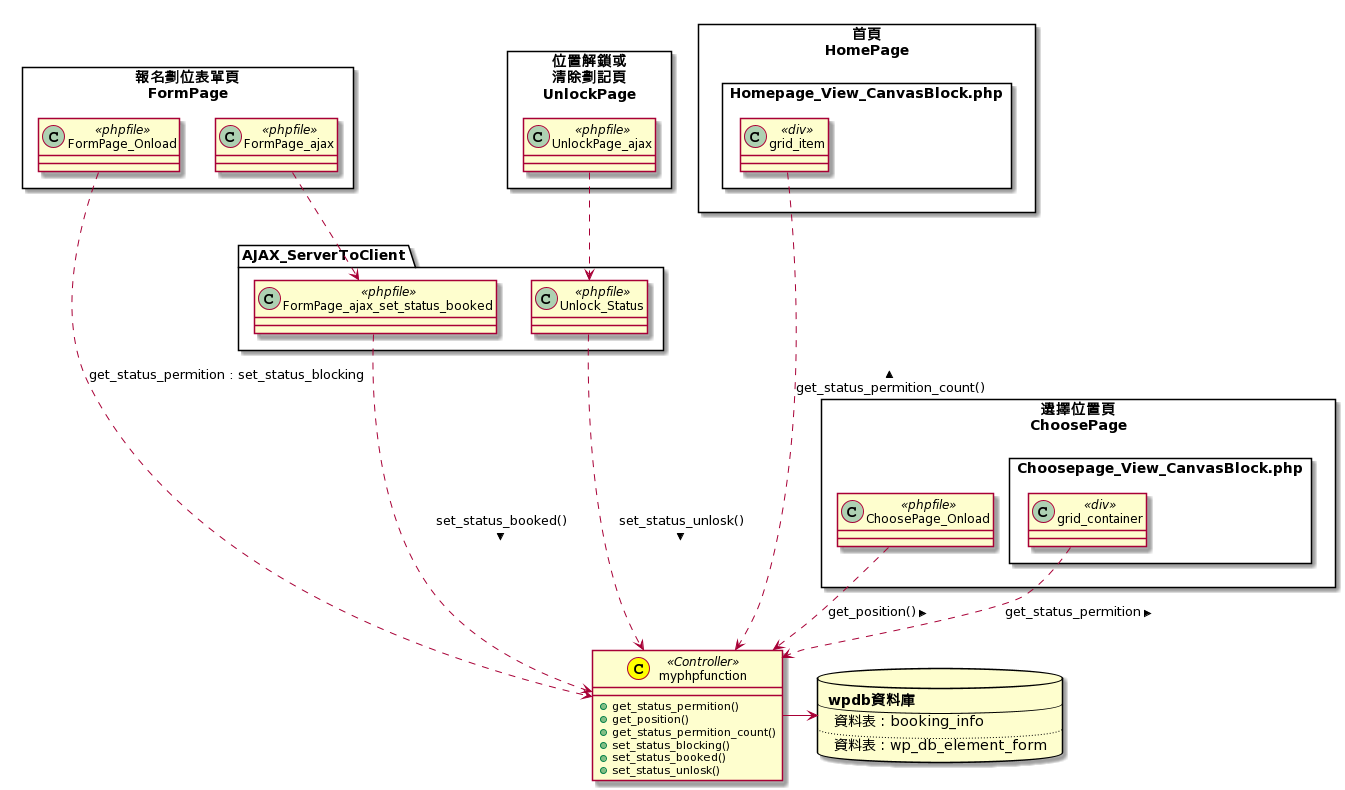 首頁
HomePage
Homepage_View_CanvasBlock.php
C
«div»
grid_item
位置解鎖或
清除劃記頁
UnlockPage
C
«phpfile»
UnlockPage_ajax
報名劃位表單頁
FormPage
C
«phpfile»
FormPage_Onload
C
«phpfile»
FormPage_ajax
AJAX_ServerToClient
C
«phpfile»
FormPage_ajax_set_status_booked
C
«phpfile»
Unlock_Status
get_status_permition : set_status_blocking
get_status_permition_count()
選擇位置頁
ChoosePage
Choosepage_View_CanvasBlock.php
C
«phpfile»
ChoosePage_Onload
C
«div»
grid_container
set_status_booked()
set_status_unlosk()
get_position()
get_status_permition
C
«Controller»
myphpfunction
get_status_permition()
get_position()
get_status_permition_count()
set_status_blocking()
set_status_booked()
set_status_unlosk()
wpdb資料庫
資料表 : booking_info
資料表 : wp_db_element_form